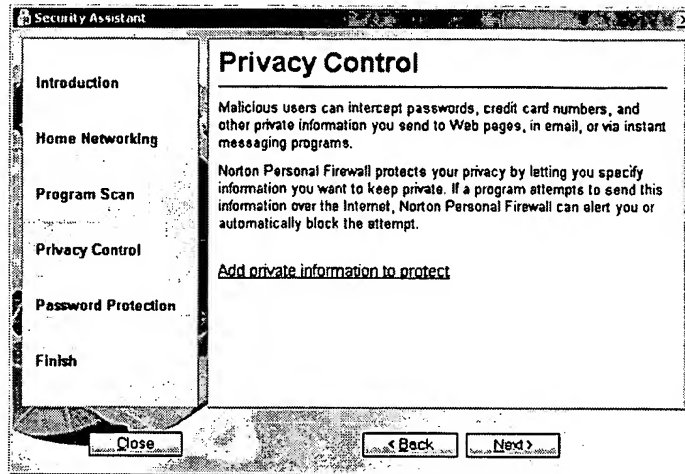 Security Assistant
Introduction
Home Networking
Program Scan
Privacy Control
Password Protection
Finish
Privacy Control
Malicious users can intercept passwords, credit card numbers, and
other private information you send to Web pages, in email, or via instant
messaging programs.
Norton Personal Firewall protects your privacy by letting you specify
information you want to keep private. If a program attempts to send this
information over the Internet, Norton Personal Firewall can alert you or
automatically block the attempt.
Add private information to protect
Close
< Back
Next >